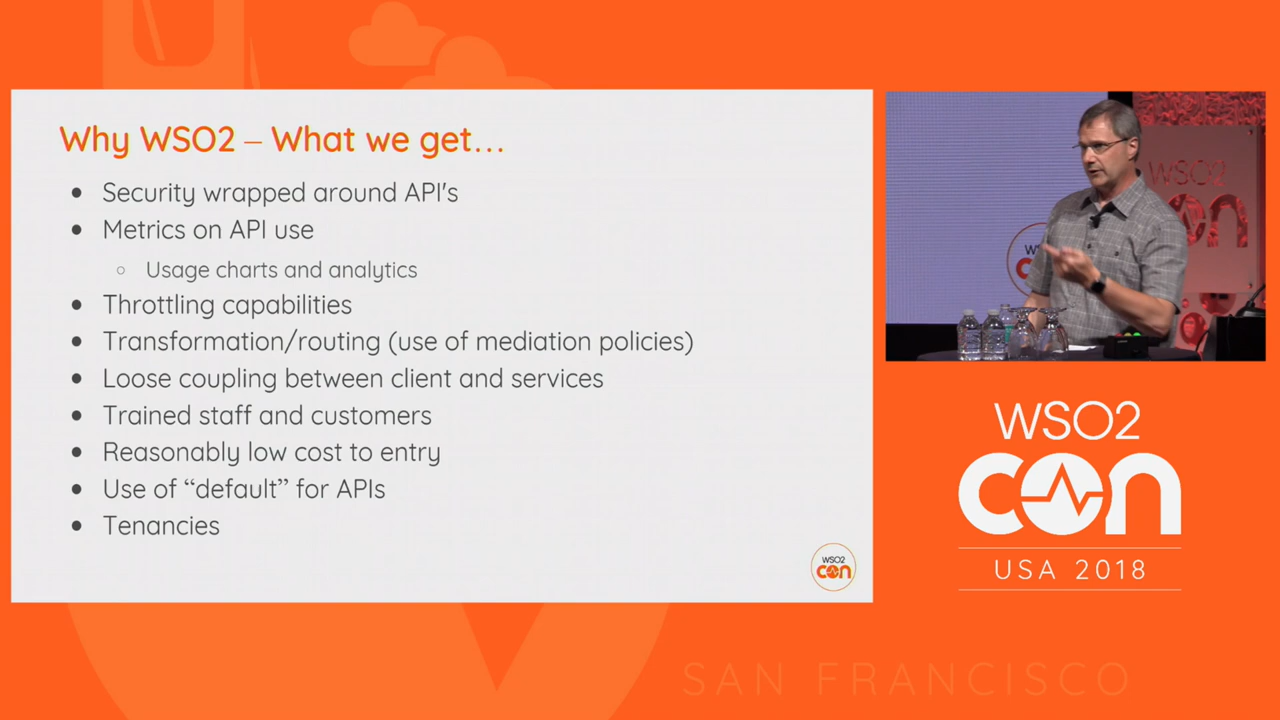 Why WSO2 – What we get...
• Security wrapped around API's
• Metrics on API use
○ Usage charts and analytics
• Throttling capabilities
• Transformation/routing (use of mediation policies)
• Loose coupling between client and services
• Trained staff and customers
• Reasonably low cost to entry
• Use of “default” for APIs
• Tenancies
WSO2
con
WSO2
con
WSO2
con
USA 2018
SAN FRANCISCO